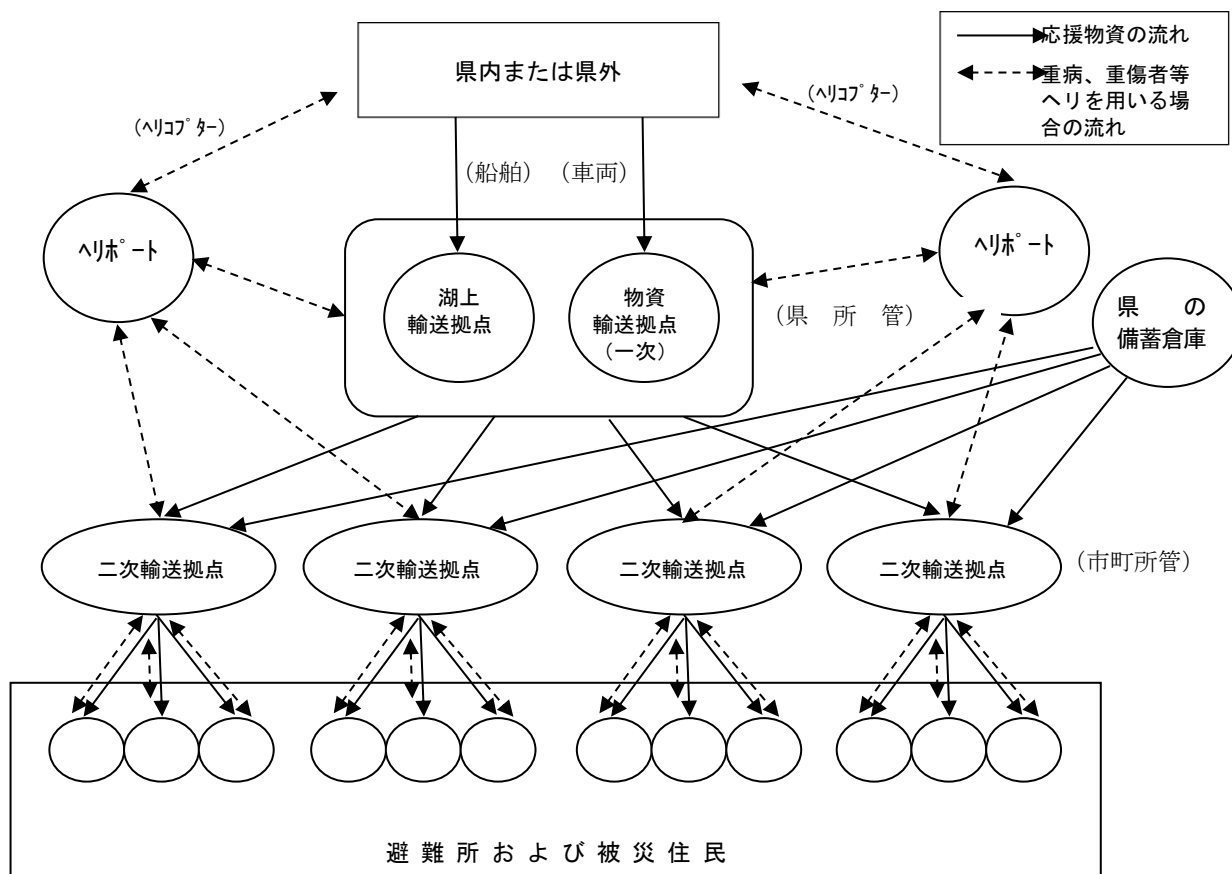 応援物資の流れ
重病、重傷者等
ヘリを用いる場
合の流れ
県内または県外
（ﾍﾘｺﾌﾟﾀｰ）
（ﾍﾘｺﾌﾟﾀｰ）
（船舶）
（車両）
ﾍﾘﾎﾟｰﾄ
ﾍﾘﾎﾟｰﾄ
湖上
輸送拠点
物資
輸送拠点
（一次）
（県　所　管）
県　の
備蓄倉庫
二次輸送拠点
二次輸送拠点
二次輸送拠点
二次輸送拠点
（市町所管）
避難所および被災住民